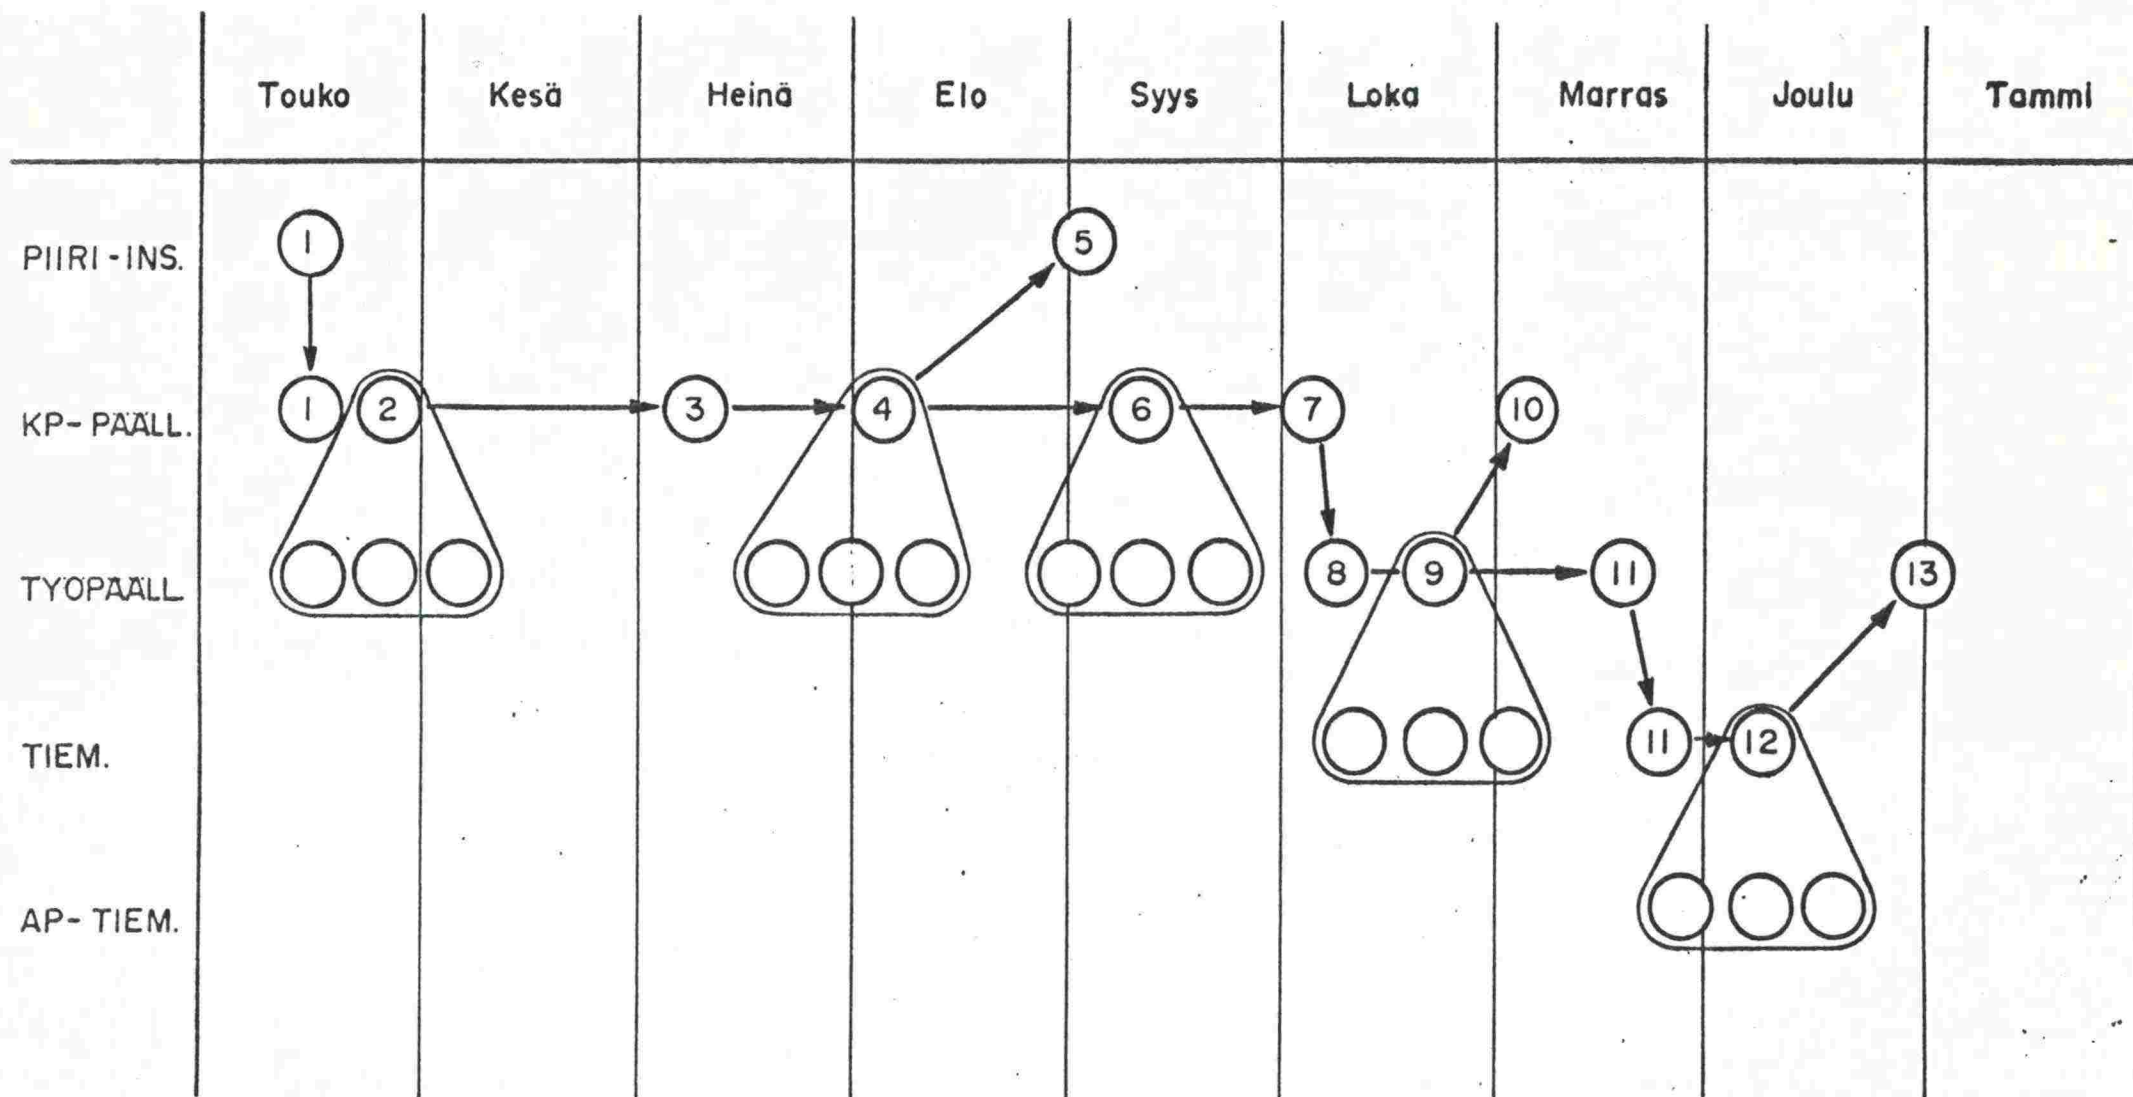 Touko Kesä Heinä Elo Syys Loka Marras Joulu Tammi
PIIRI-INS. 1 5
KP-PÄÄLL. 1 2 3 4 6 7 10
TYÖPÄÄLL 8 9 11 13
TIEM. 11 12
AP-TIEM.